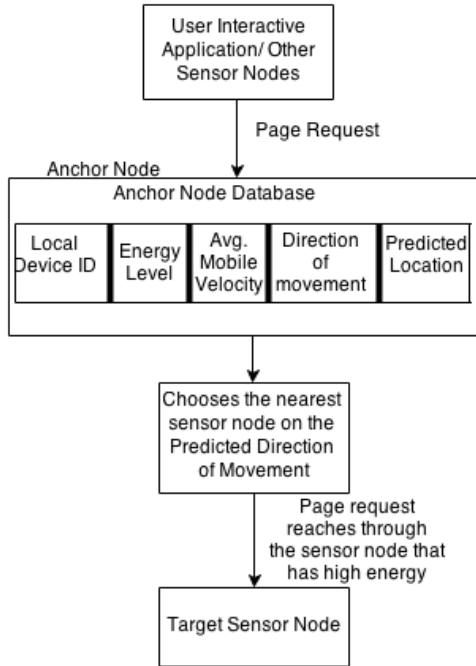 User Interactive
Application/ Other
Sensor Nodes
Page Request
Anchor Node
Anchor Node Database
Local
Device ID
Energy
Level
Avg.
Mobile
Velocity
Direction
of
movement
Predicted
Location
Chooses the nearest
sensor node on the
Predicted Direction
of Movement
Page request
reaches through
the sensor node that
has high energy
Target Sensor Node